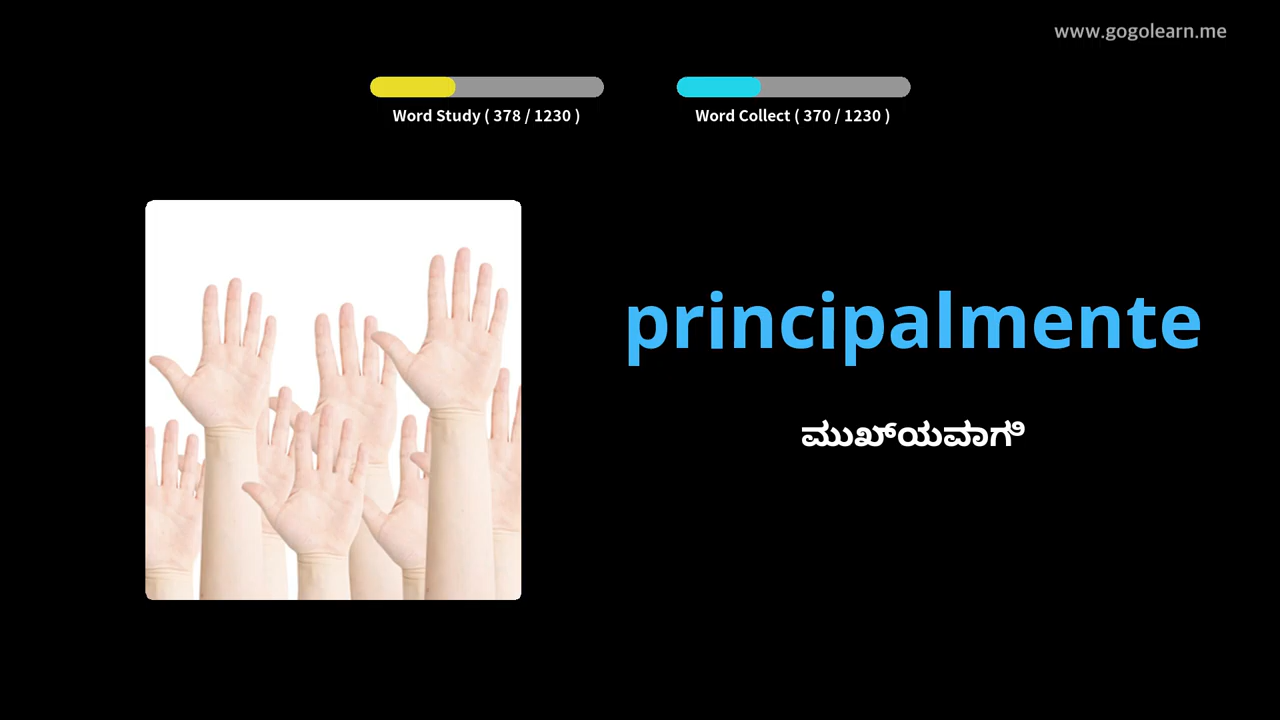 www.gogolearn.me
Word Study ( 378 / 1230 )
Word Collect ( 370 / 1230 )
principalmente
ಮುಖ್ಯವಾಗಿ